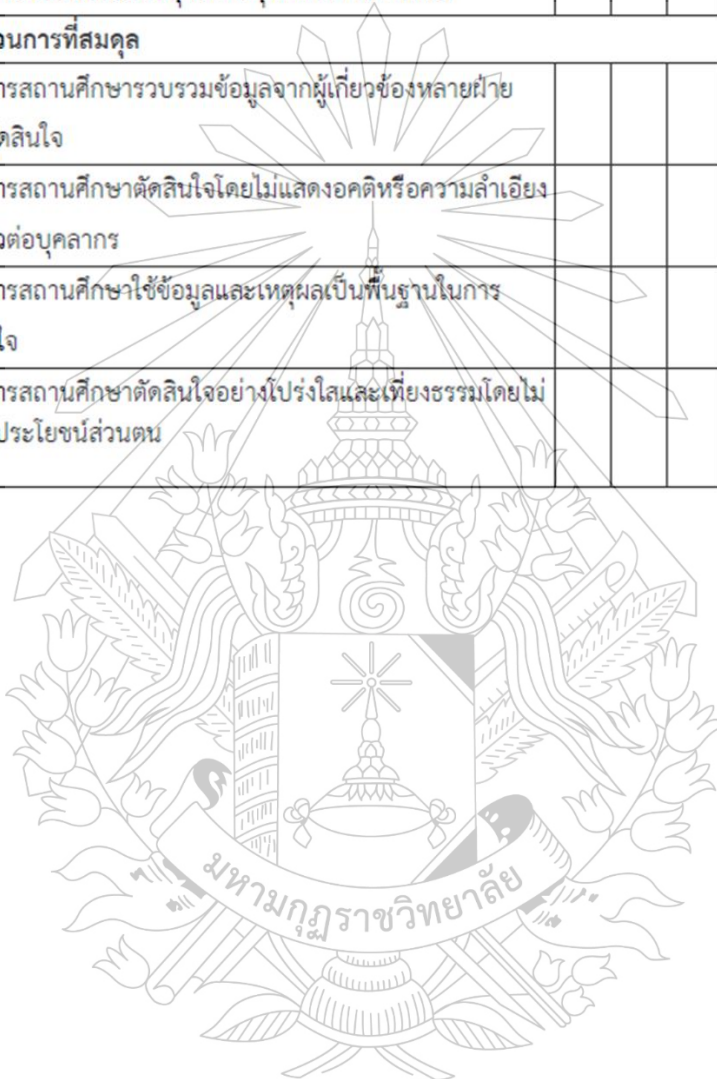 วนการที่สมดุล
ารสถานศึกษารวบรวมข้อมูลจากผู้เกี่ยวข้องหลายฝ่าย
ดสินใจ
ารสถานศึกษาตัดสินใจโดยไม่แสดงอคติหรือความลำเอียง
วต่อบุคลากร
ารสถานศึกษาใช้ข้อมูลและเหตุผลเป็นพื้นฐานในการ
ใจ
ารสถานศึกษาตัดสินใจอย่างโปร่งใสและเที่ยงธรรมโดยไม่
ประโยชน์ส่วนตน
มหามกุฏราชวิทยาลัย